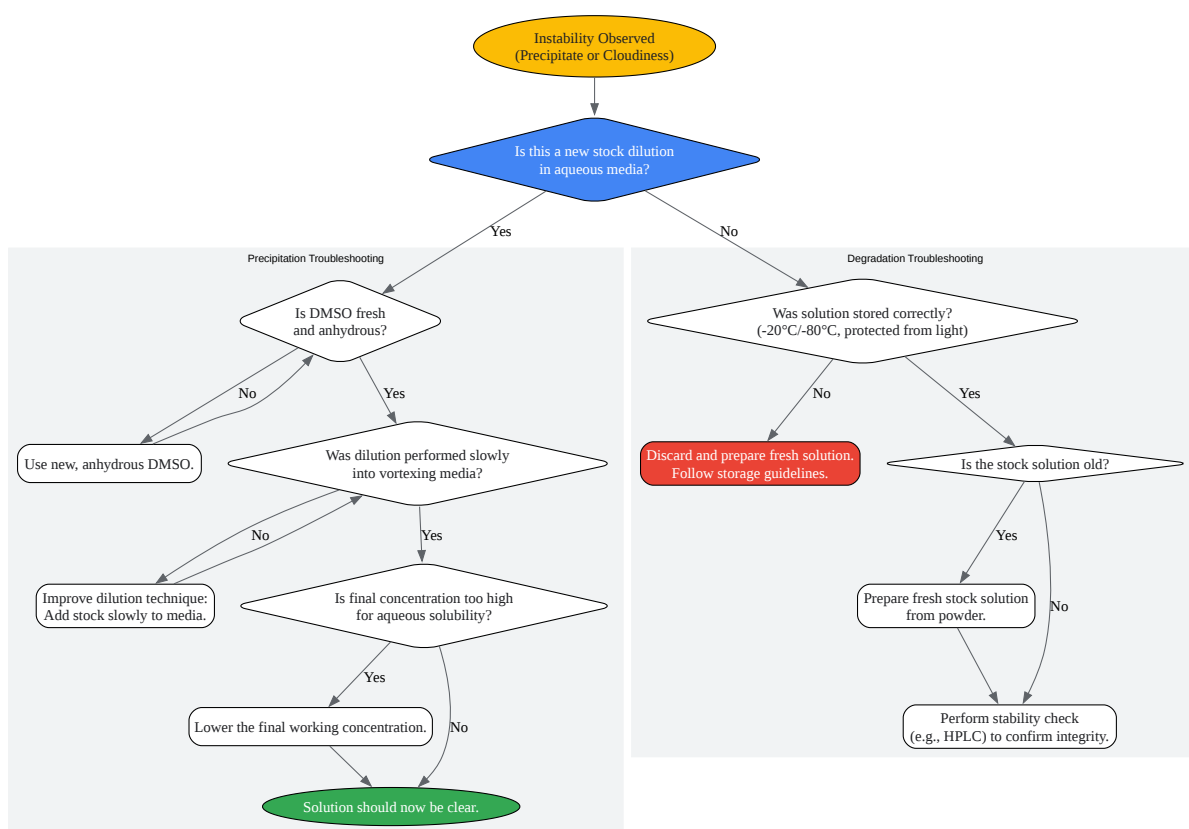 Instability Observed
(Precipitate or Cloudiness)
Is this a new stock dilution
in aqueous media?
Yes
No
Precipitation Troubleshooting
Is DMSO fresh
and anhydrous?
No
Yes
Use new, anhydrous DMSO.
Was dilution performed slowly
into vortexing media?
No
Yes
Improve dilution technique:
Add stock slowly to media.
Is final concentration too high
for aqueous solubility?
Yes
No
Lower the final working concentration.
Solution should now be clear.
Degradation Troubleshooting
Was solution stored correctly?
(-20°C/-80°C, protected from light)
No
Yes
Discard and prepare fresh solution.
Follow storage guidelines.
Is the stock solution old?
Yes
No
Prepare fresh stock solution
from powder.
Perform stability check
(e.g., HPLC) to confirm integrity.